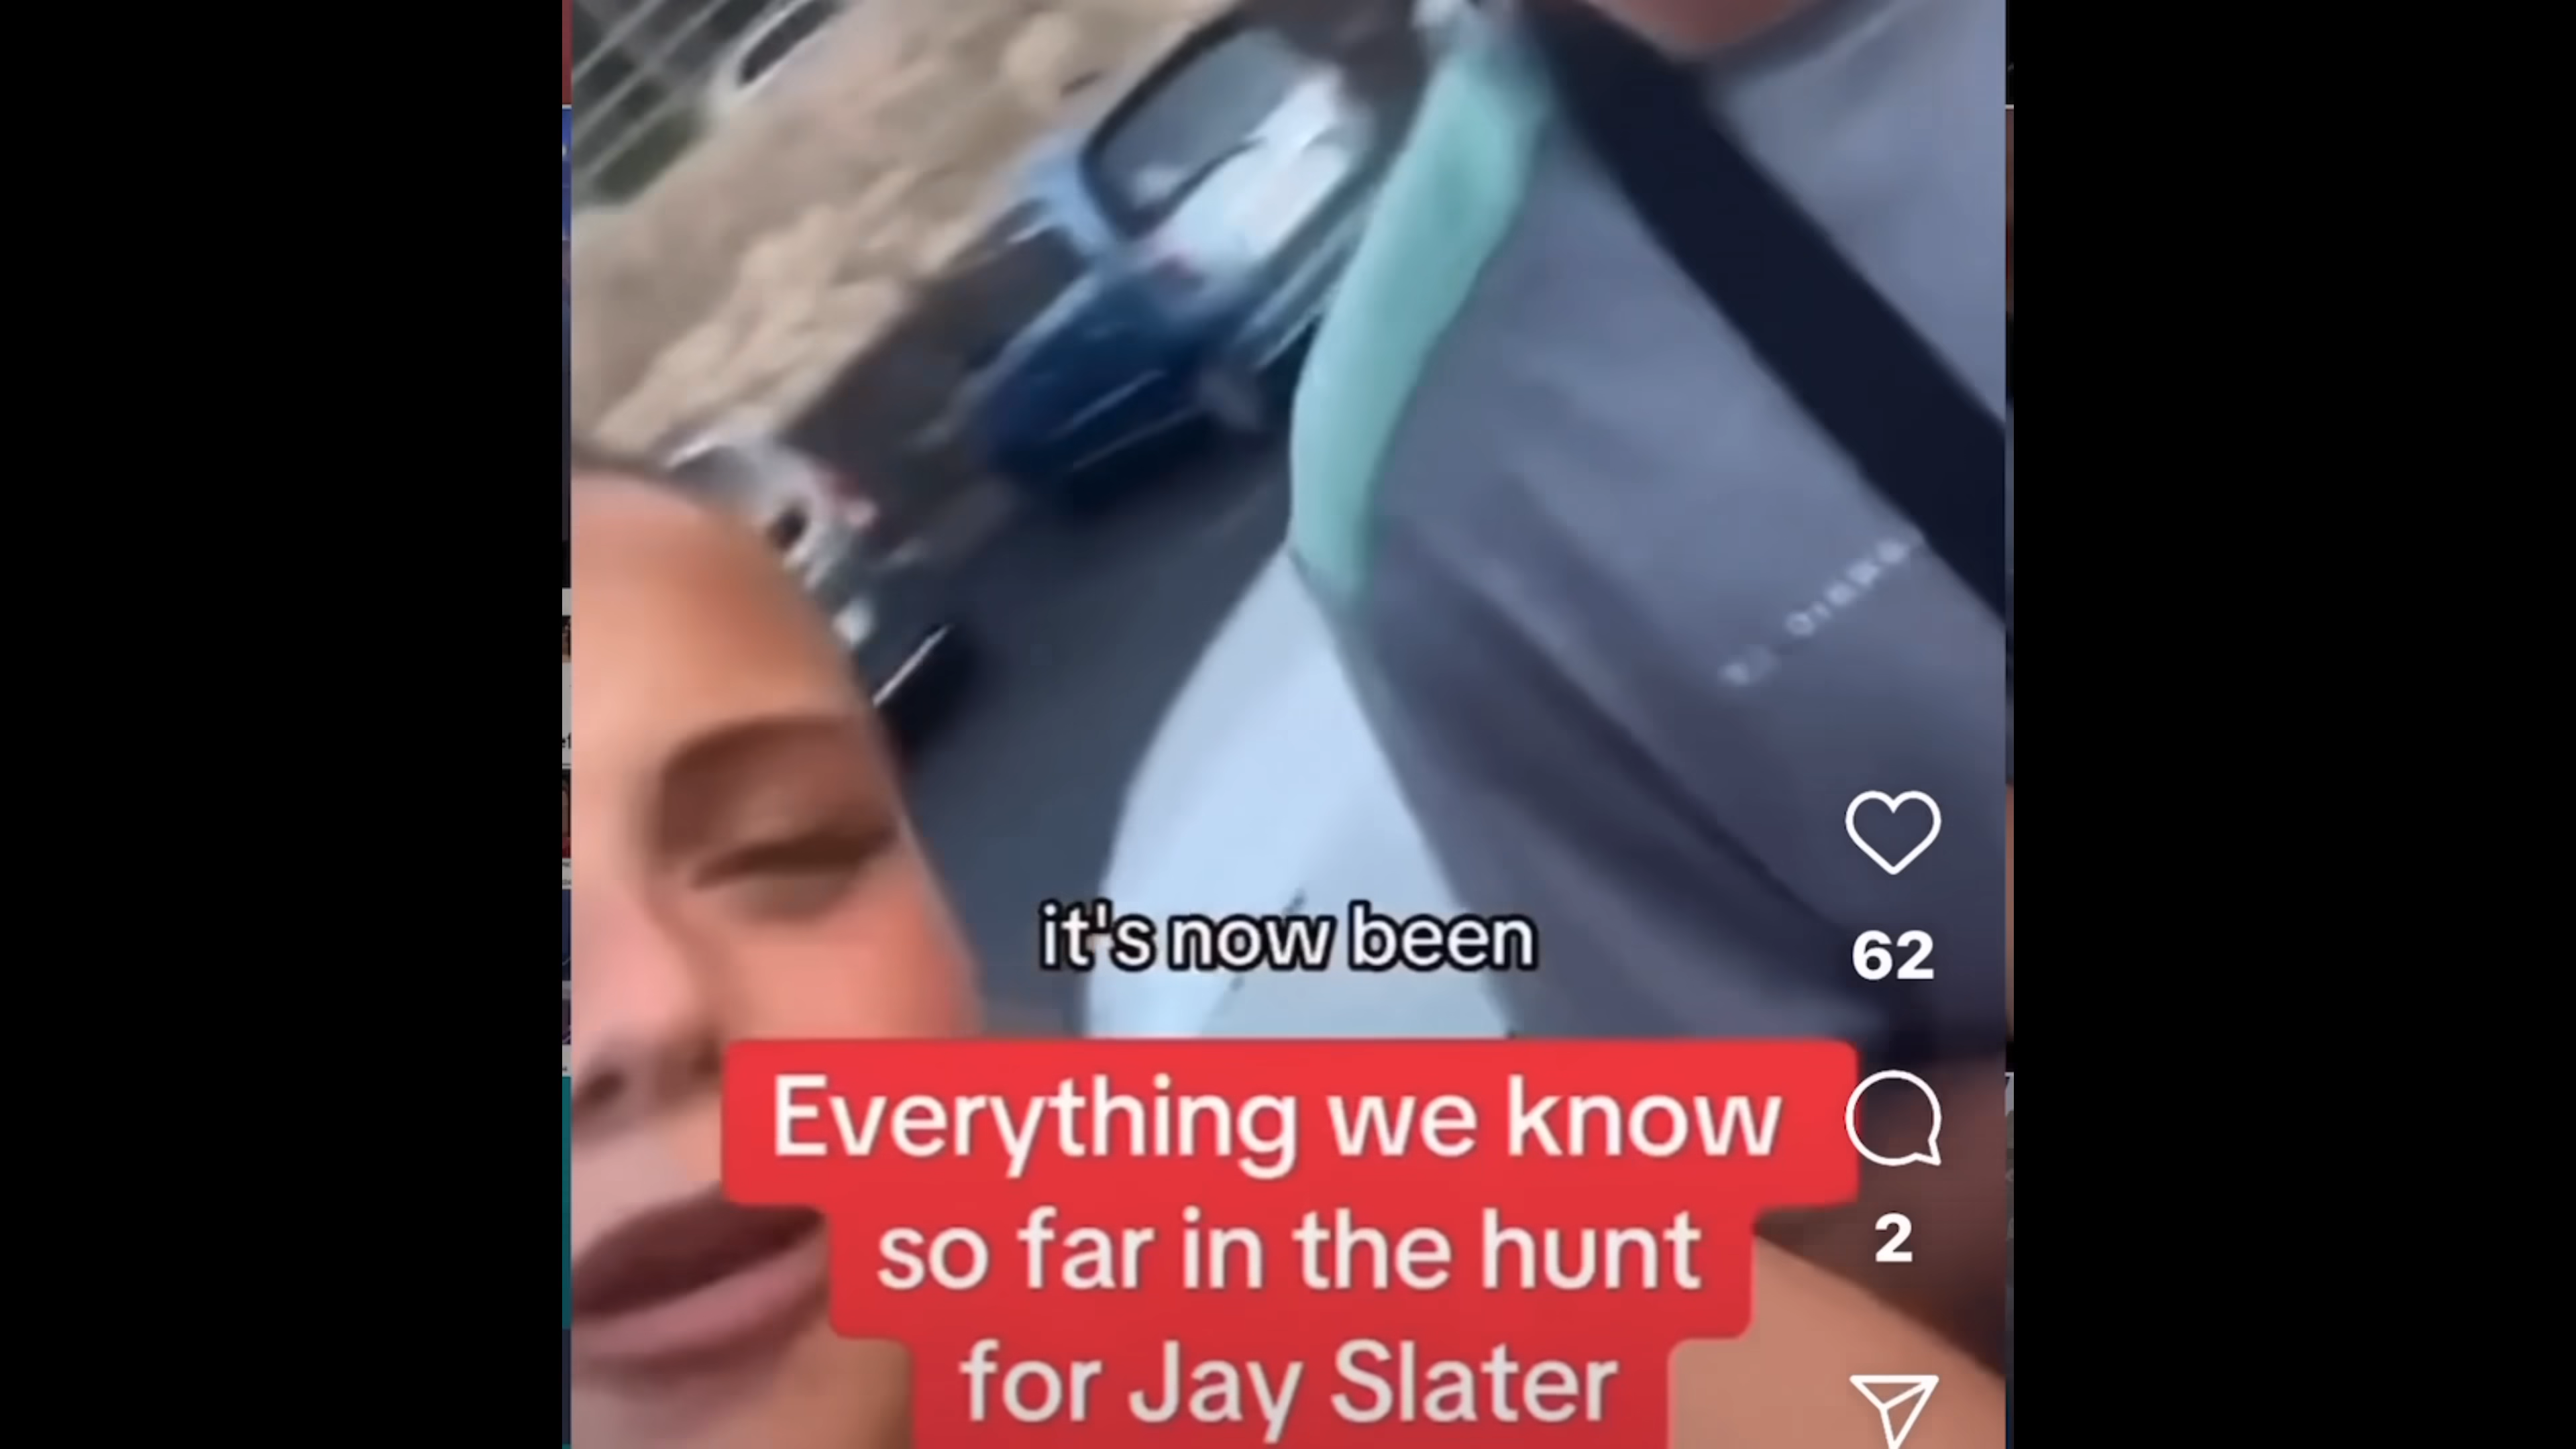 it's now been
62
Everything we know
so far in the hunt
2
for Jay Slater